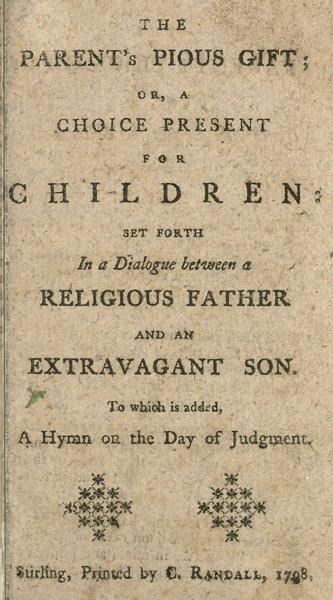 THE
PARENT's PIOUS GIFT;
OR, A
CHOICE PRESENT
FOR
CHILDREN:
SET FORTH
In a Dialogue between a
RELIGIOUS FATHER
AND AN
EXTRAVAGANT SON.
To which is added,
A Hymn on the Day of Judgment.
Stirling, Printed by C. RANDALL, 1798,